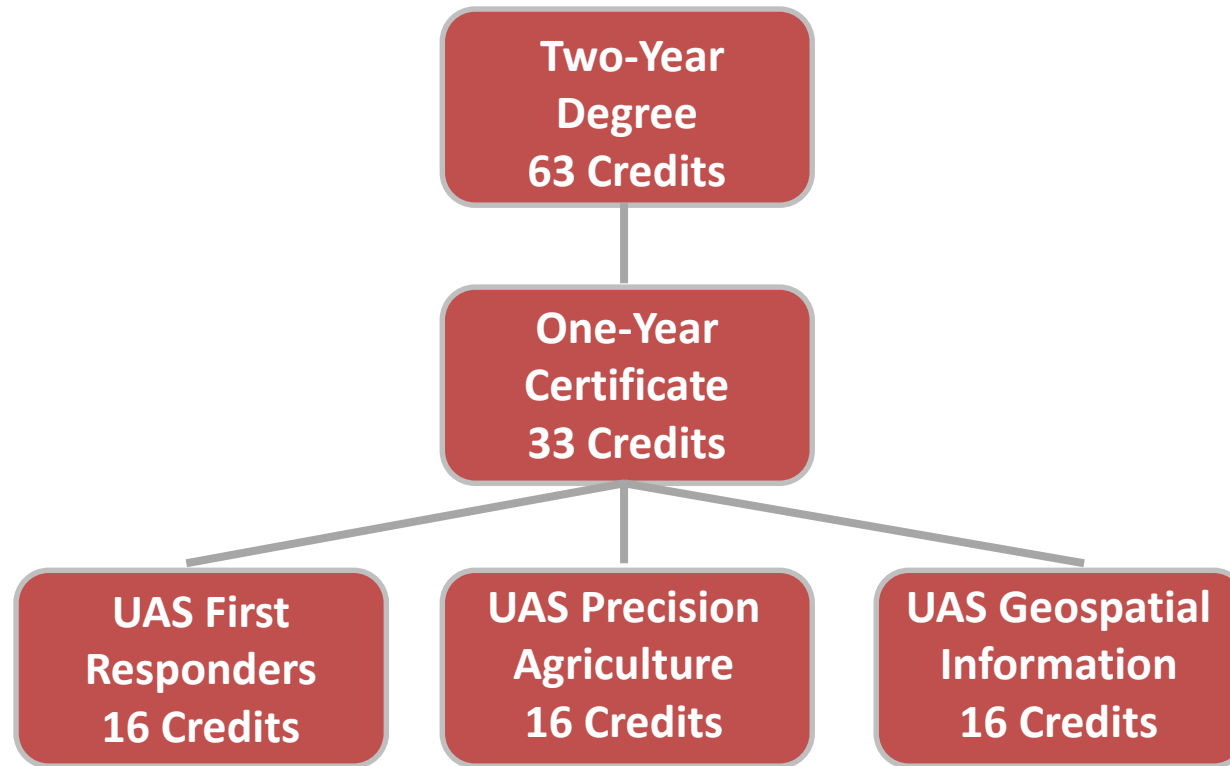 Two-Year
Degree
63 Credits
One-Year
Certificate
33 Credits
UAS First
Responders
16 Credits
UAS Precision
Agriculture
16 Credits
UAS Geospatial
Information
16 Credits